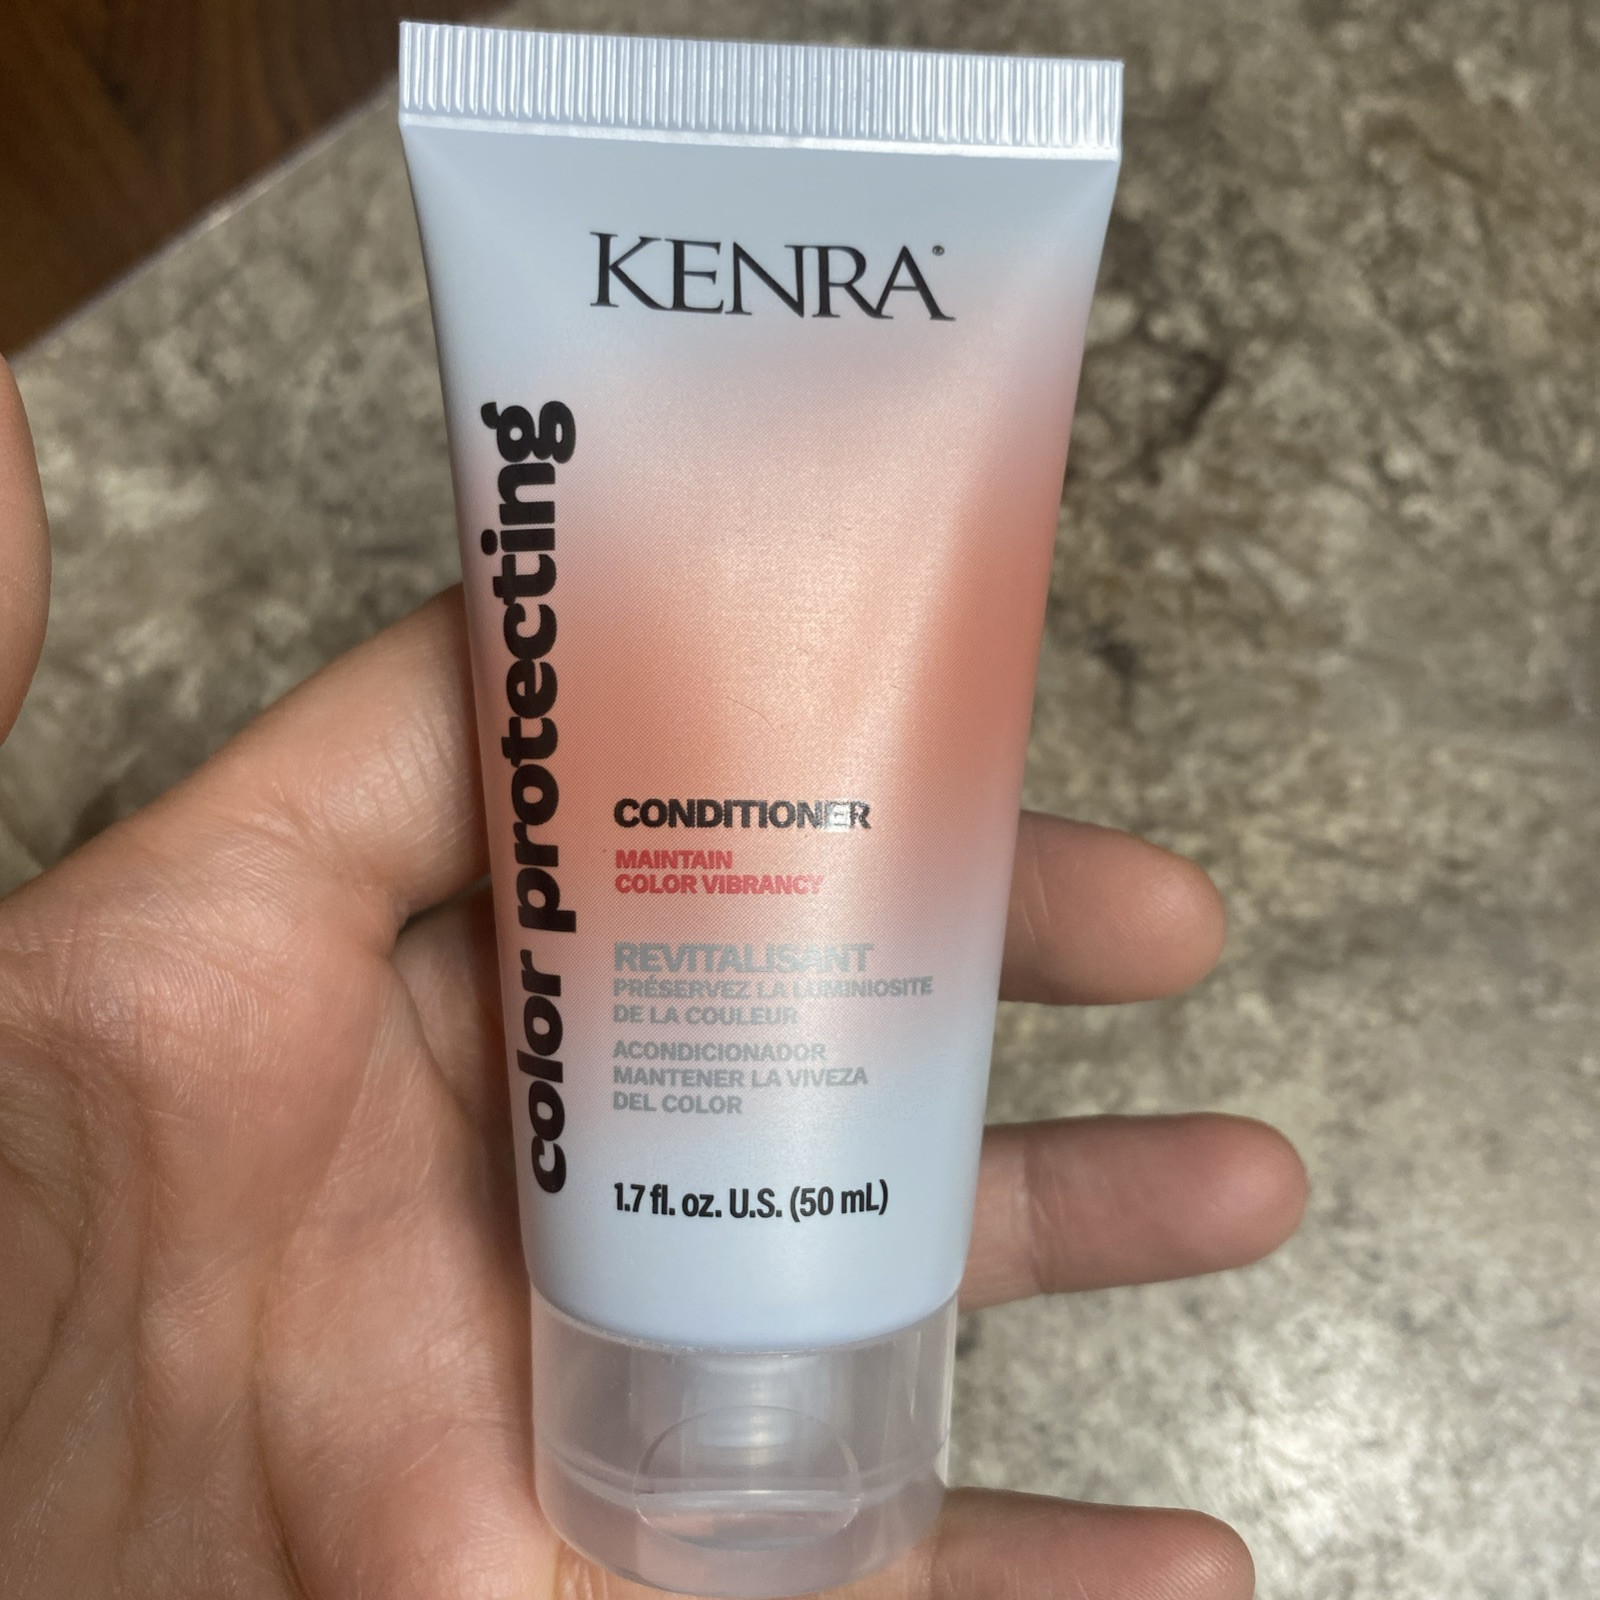 KENRA®
color protecting
CONDITIONER
MAINTAIN
COLOR VIBRANCY
REVITALISANT
PRÉSERVEZ LA LUMINIOSITE
DE LA COULEUR
ACONDICIONADOR
MANTENER LA VIVEZA
DEL COLOR
1.7 fl. oz. U.S. (50 mL)